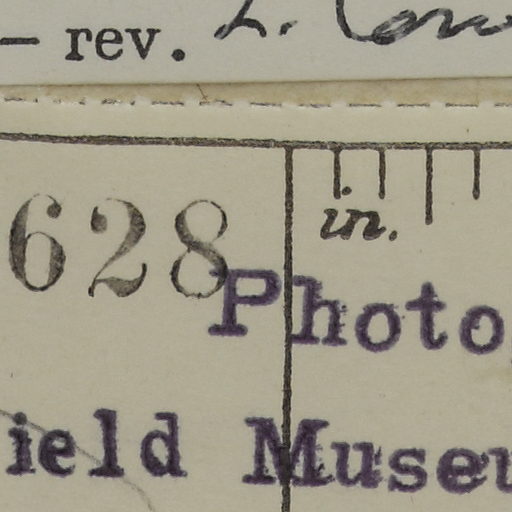 — rev. L.
in.
628
Photo
ield Museu